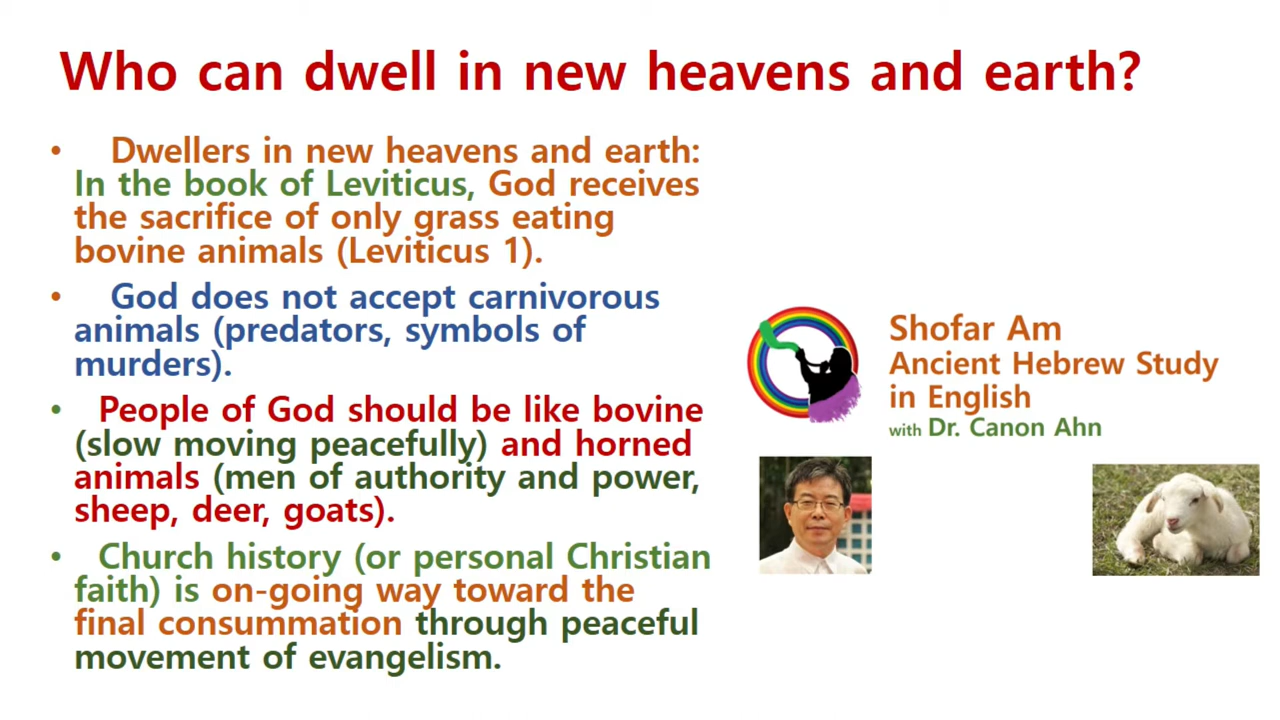 Who can dwell in new heavens and earth?
• Dwellers in new heavens and earth:
In the book of Leviticus, God receives
the sacrifice of only grass eating
bovine animals (Leviticus 1).
• God does not accept carnivorous
animals (predators, symbols of
murders).
• People of God should be like bovine
(slow moving peacefully) and horned
animals (men of authority and power,
sheep, deer, goats).
• Church history (or personal Christian
faith) is on-going way toward the
final consummation through peaceful
movement of evangelism.
Shofar Am
Ancient Hebrew Study
in English
with Dr. Canon Ahn